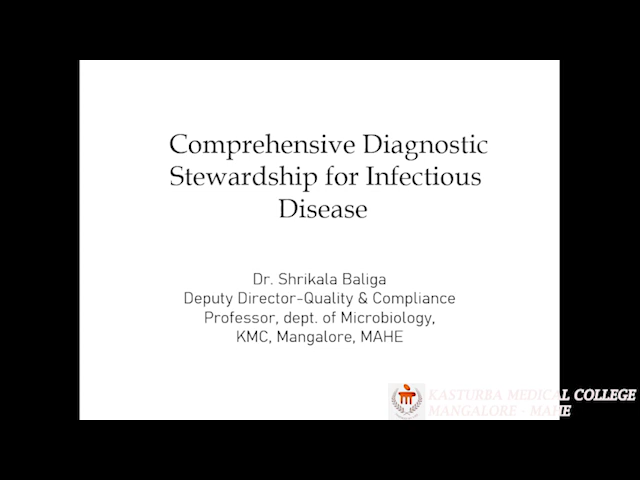 Comprehensive Diagnostic
Stewardship for Infectious
Disease
Dr. Shrikala Baliga
Deputy Director-Quality & Compliance
Professor, dept. of Microbiology,
KMC, Mangalore, MAHE
KASTURBA MEDICAL COLLEGE
MANGALORE - MAHE